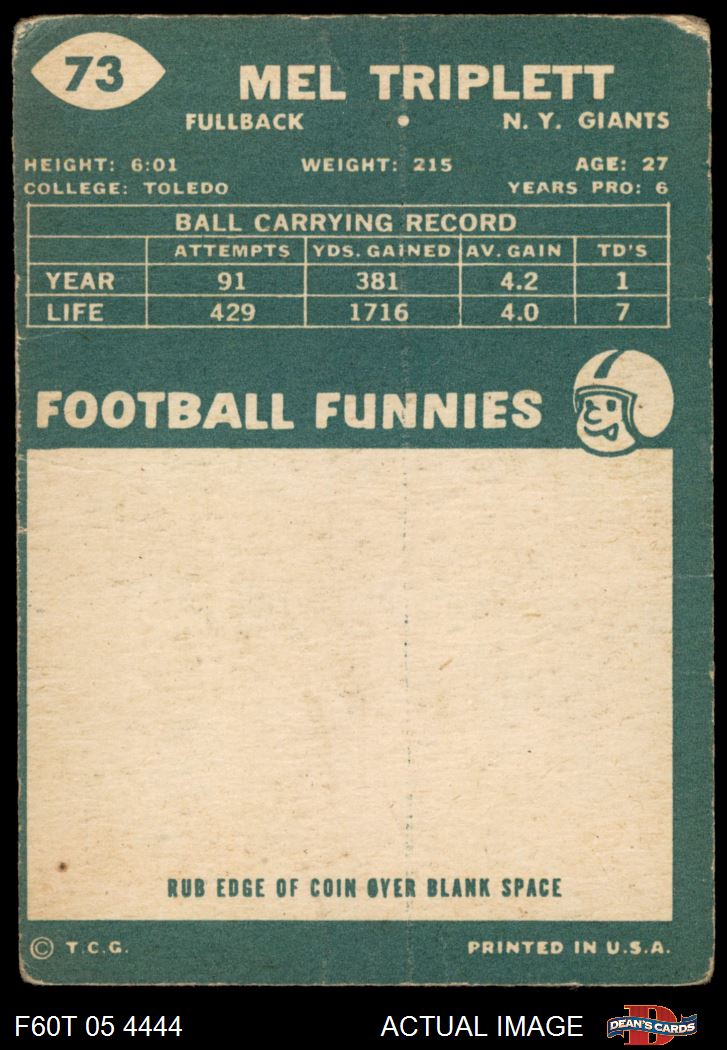 73
MEL TRIPLETT
FULLBACK • N. Y. GIANTS
HEIGHT: 6:01 WEIGHT: 215 AGE: 27
COLLEGE: TOLEDO YEARS PRO: 6
BALL CARRYING RECORD
ATTEMPTS YDS. GAINED AV. GAIN TD'S
YEAR 91 381 4.2 1
LIFE 429 1716 4.0 7
FOOTBALL FUNNIES
RUB EDGE OF COIN OVER BLANK SPACE
© T.C.G. PRINTED IN U.S.A.
F60T 05 4444 ACTUAL IMAGE DEAN'S CARDS